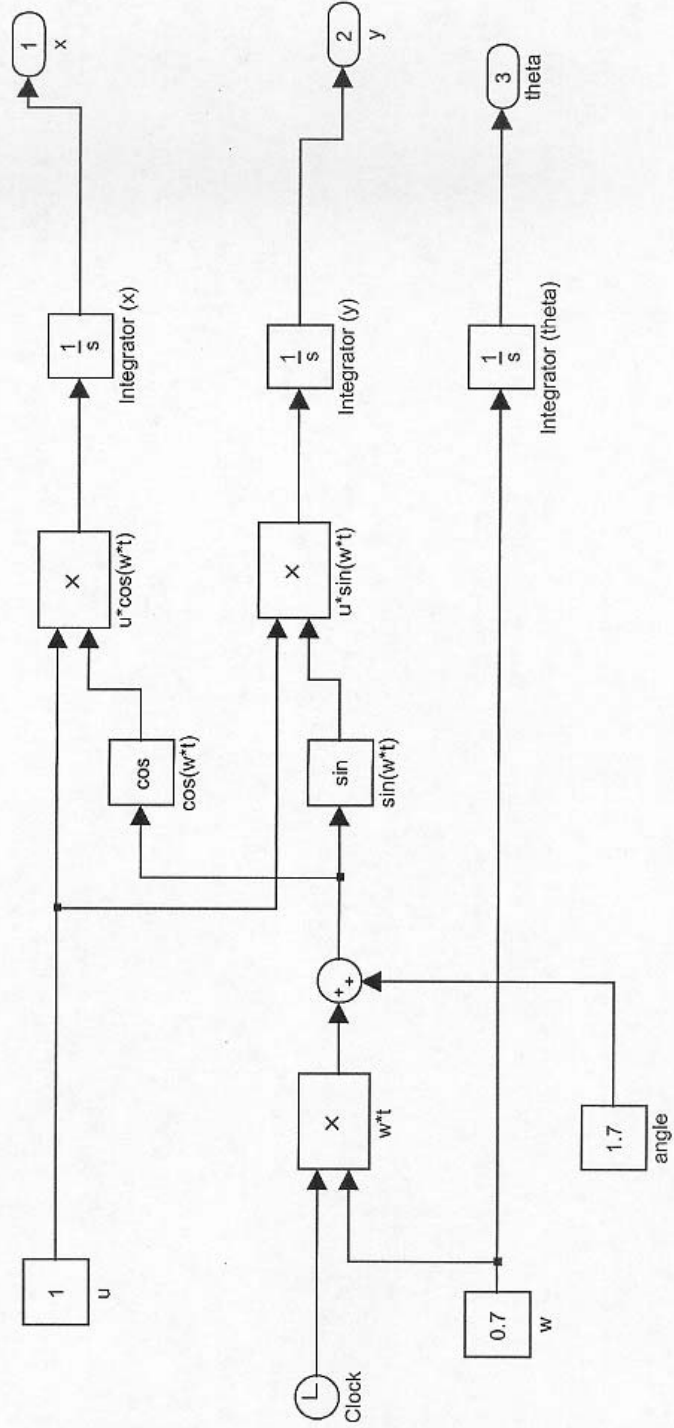 1
u
Clock
0.7
w
×
w*t
1.7
angle
+
+
cos
cos(w*t)
sin
sin(w*t)
×
u*cos(w*t)
×
u*sin(w*t)
1
s
Integrator (x)
1
s
Integrator (y)
1
s
Integrator (theta)
1
x
2
y
3
theta